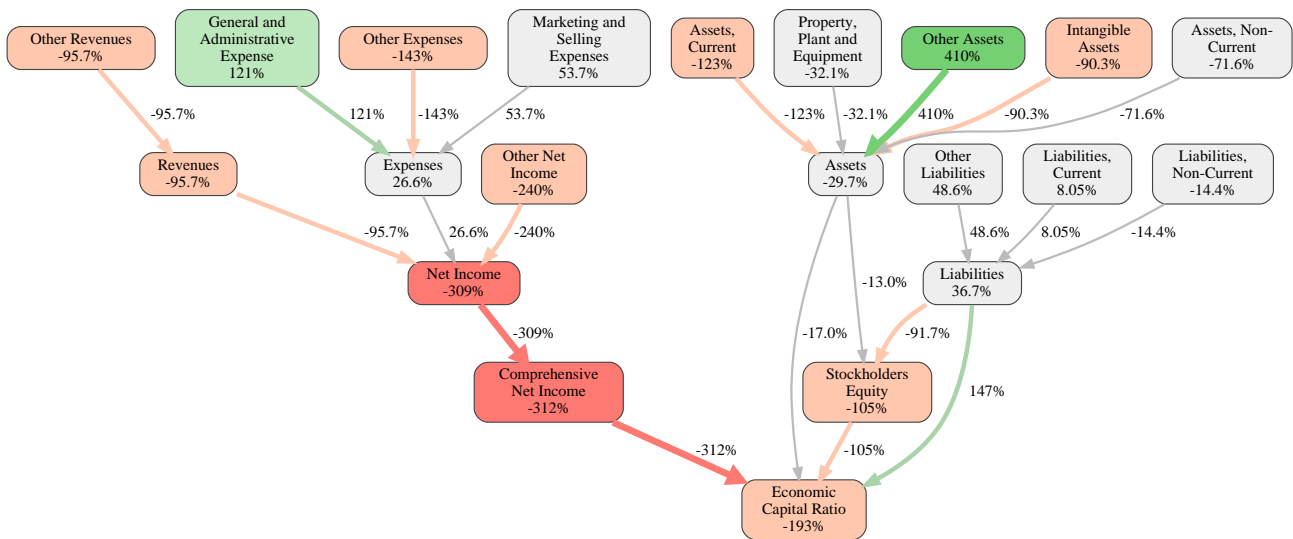 Other Revenues
-95.7%
General and
Administrative
Expense
121%
Other Expenses
-143%
Marketing and
Selling
Expenses
53.7%
Assets,
Current
-123%
Property,
Plant and
Equipment
-32.1%
Other Assets
410%
Intangible
Assets
-90.3%
Assets, Non-
Current
-71.6%
-95.7%
121%
-143%
53.7%
-123%
-32.1%
410%
-90.3%
-71.6%
Revenues
-95.7%
Expenses
26.6%
Other Net
Income
-240%
Assets
-29.7%
Other
Liabilities
48.6%
Liabilities,
Current
8.05%
Liabilities,
Non-Current
-14.4%
-95.7%
26.6%
-240%
48.6%
8.05%
-14.4%
Net Income
-309%
-13.0%
Liabilities
36.7%
-309%
-17.0%
-91.7%
Comprehensive
Net Income
-312%
Stockholders
Equity
-105%
147%
-312%
-105%
Economic
Capital Ratio
-193%